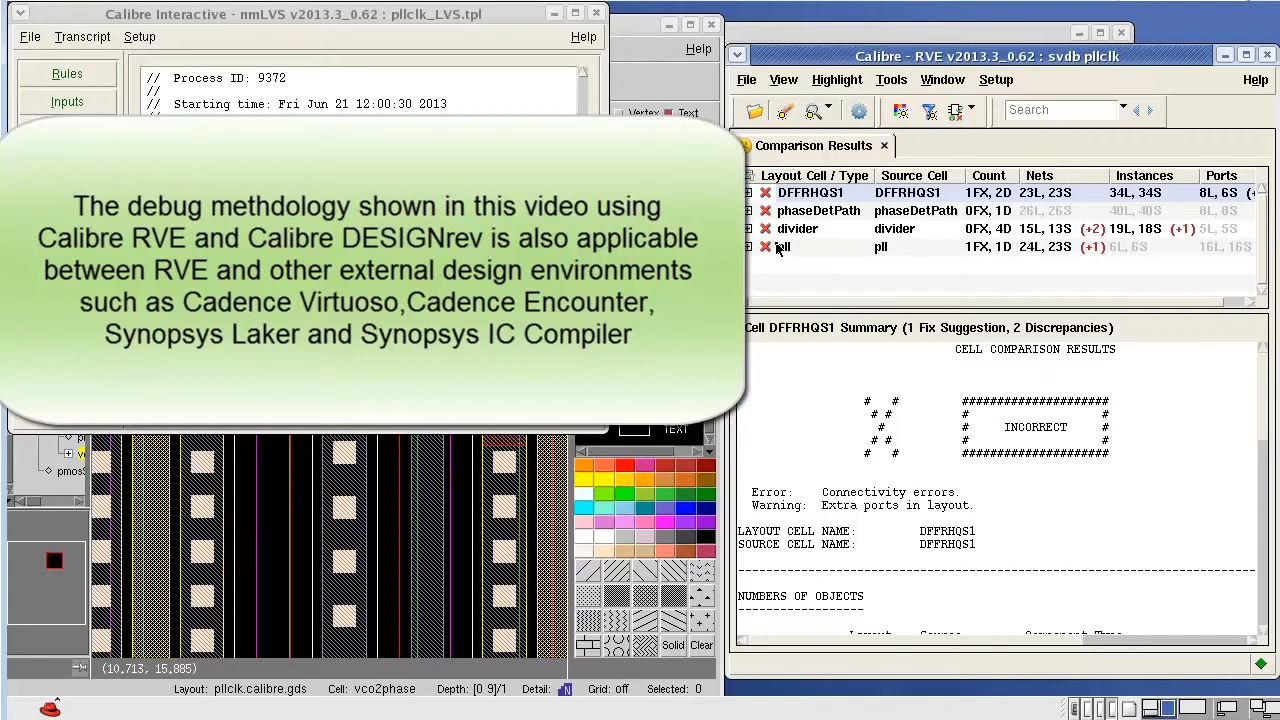 Calibre Interactive - nmLVS v2013.3_0.62 : pllclk_LVS.tpl
File Transcript Setup Help
Rules
Inputs
// Process ID: 9372
//
// Starting time: Fri Jun 21 12:00:30 2013
//
Help
Vertex Text
The debug methdology shown in this video using
Calibre RVE and Calibre DESIGNrev is also applicable
between RVE and other external design environments
such as Cadence Virtuoso,Cadence Encounter,
Synopsys Laker and Synopsys IC Compiler
Calibre - RVE v2013.3_0.62 : svdb pllclk
File View Highlight Tools Window Setup Help
Search
Comparison Results
Layout Cell / Type Source Cell Count Nets Instances Ports
DFFRHQS1 DFFRHQS1 1FX, 2D 23L, 23S 34L, 34S 8L, 6S (+
phaseDetPath phaseDetPath 0FX, 1D 26L, 26S 40L, 40S 8L, 8S
divider divider 0FX, 4D 15L, 13S (+2) 19L, 18S (+1) 5L, 5S
pll pll 1FX, 1D 24L, 23S (+1) 6L, 6S 16L, 16S
Cell DFFRHQS1 Summary (1 Fix Suggestion, 2 Discrepancies)
CELL COMPARISON RESULTS
# # #####################
# # # #
# # INCORRECT #
# # # #
# # #####################
Error: Connectivity errors.
Warning: Extra ports in layout.
LAYOUT CELL NAME: DFFRHQS1
SOURCE CELL NAME: DFFRHQS1
NUMBERS OF OBJECTS
Layout Source Component Type
TEXT
pmos
Solid Clear
(10.713, 15.885)
Layout: pllclk.calibre.gds Cell: vco2phase Depth: [0 9]/1 Detail: N Grid: off Selected: 0